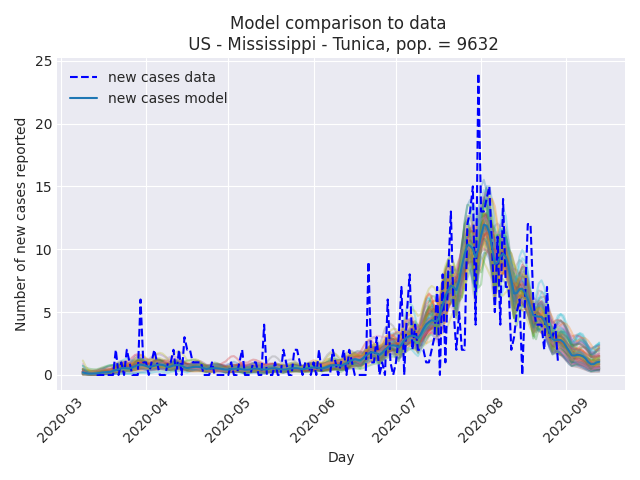 Model comparison to data
US - Mississippi - Tunica, pop. = 9632
25
20
15
10
5
0
Number of new cases reported
new cases data
new cases model
2020-03
2020-04
2020-05
2020-06
2020-07
2020-08
2020-09
Day